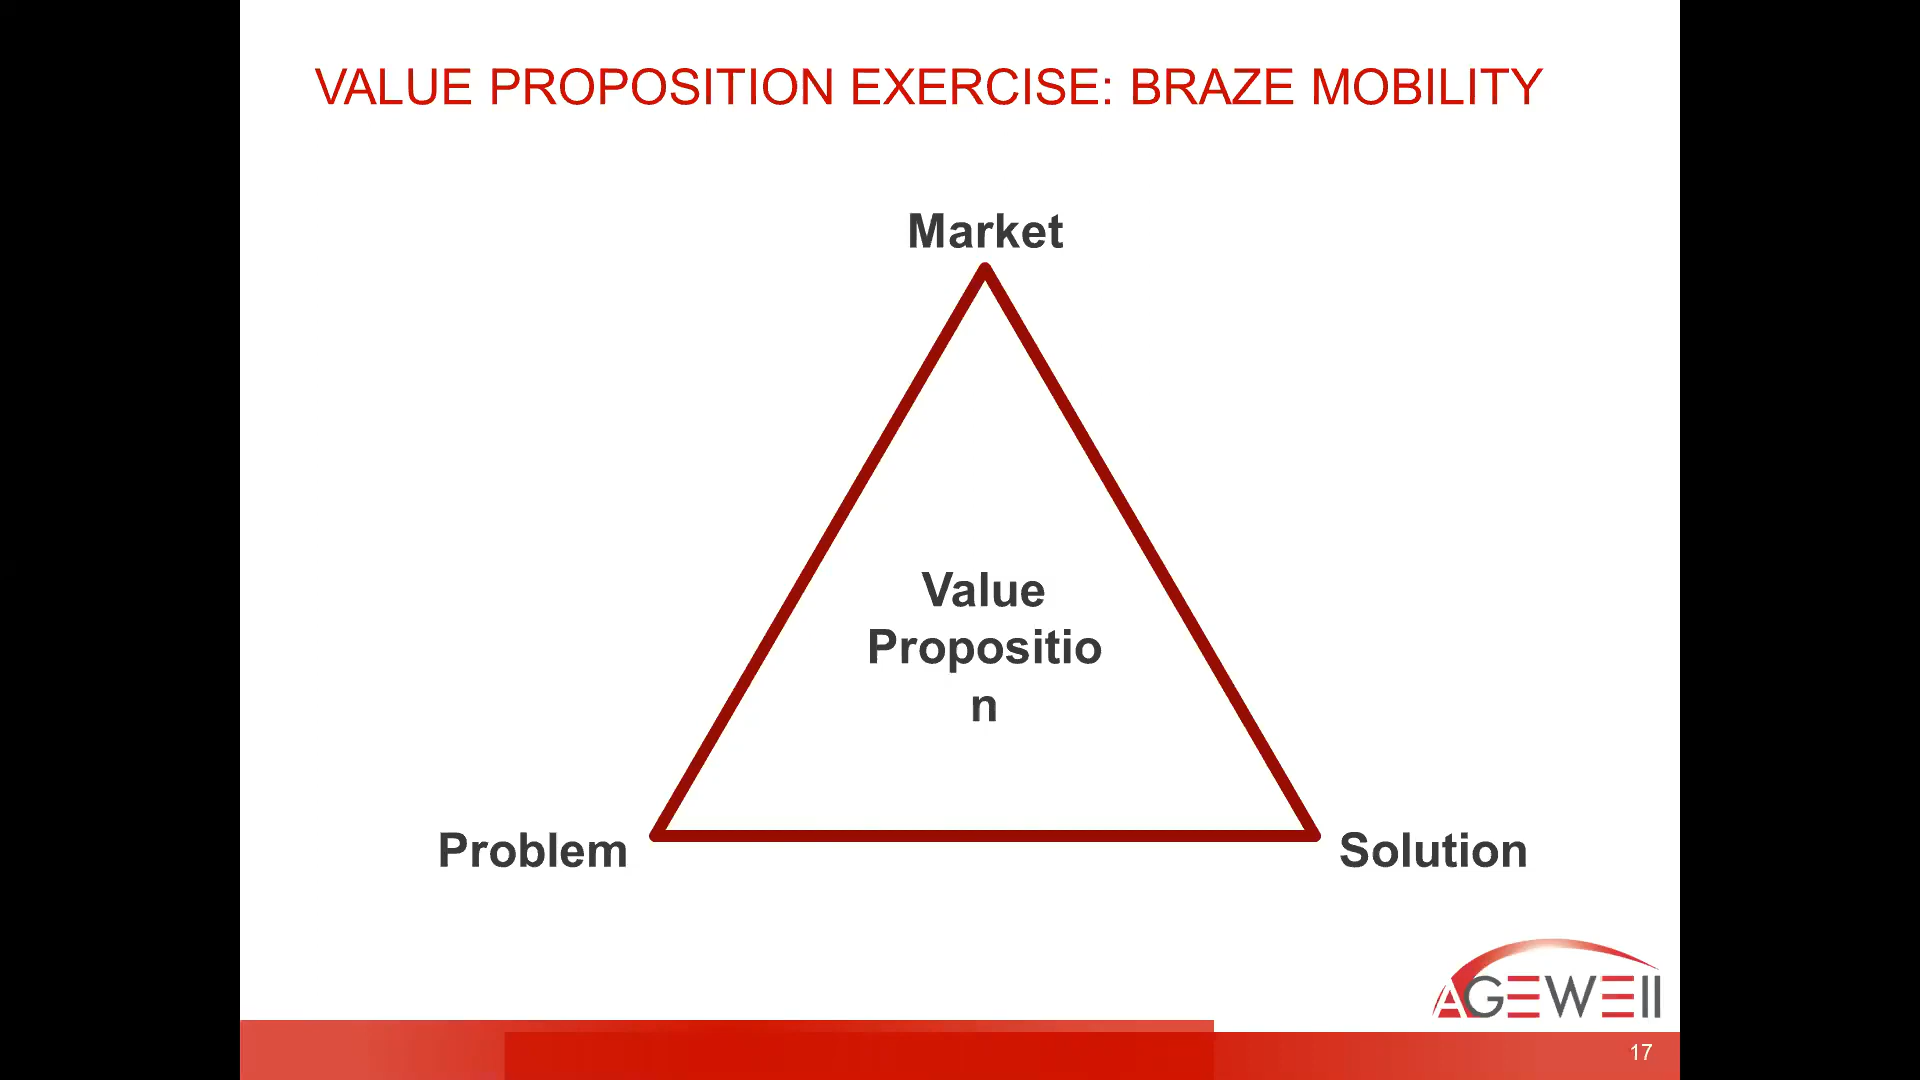 VALUE PROPOSITION EXERCISE: BRAZE MOBILITY
Market
Value
Propositio
n
Problem
Solution
AGEWEll
17